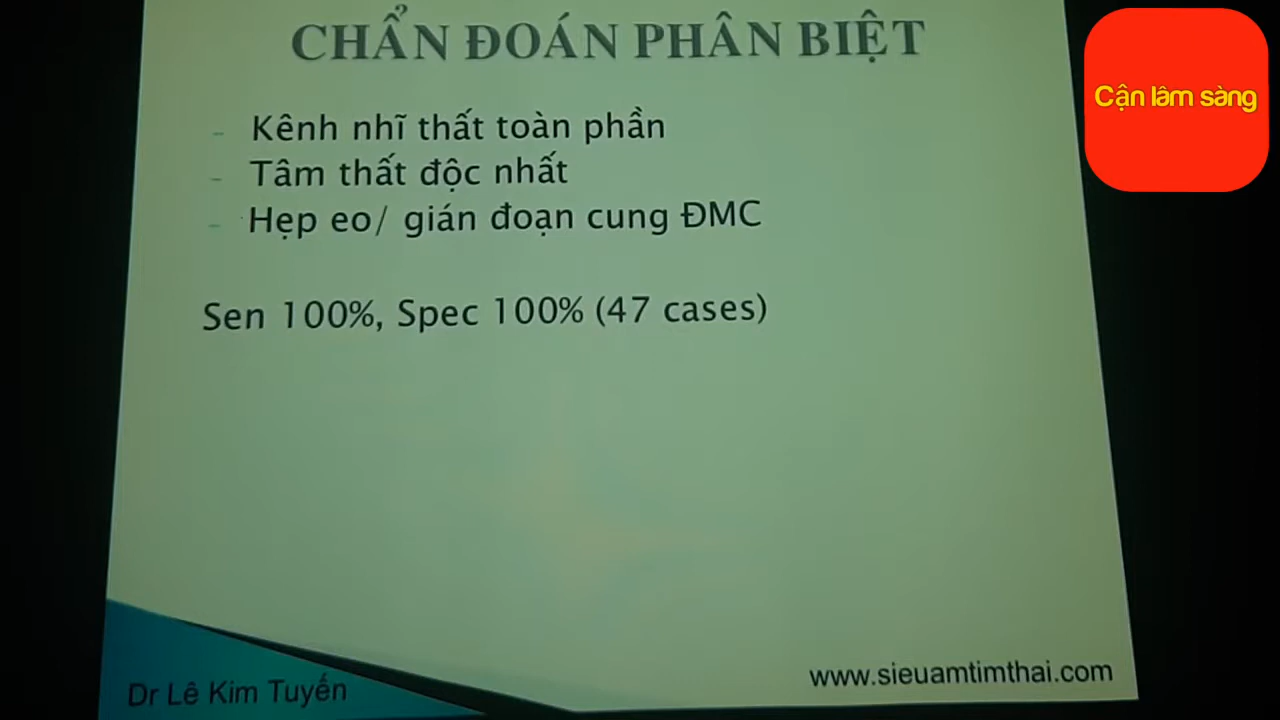 CHẨN ĐOÁN PHÂN BIỆT
Cận lâm sàng
- Kênh nhĩ thất toàn phần
- Tâm thất độc nhất
- Hẹp eo/ gián đoạn cung ĐMC
Sen 100%, Spec 100% (47 cases)
www.sieuamtimthai.com
Dr Lê Kim Tuyến